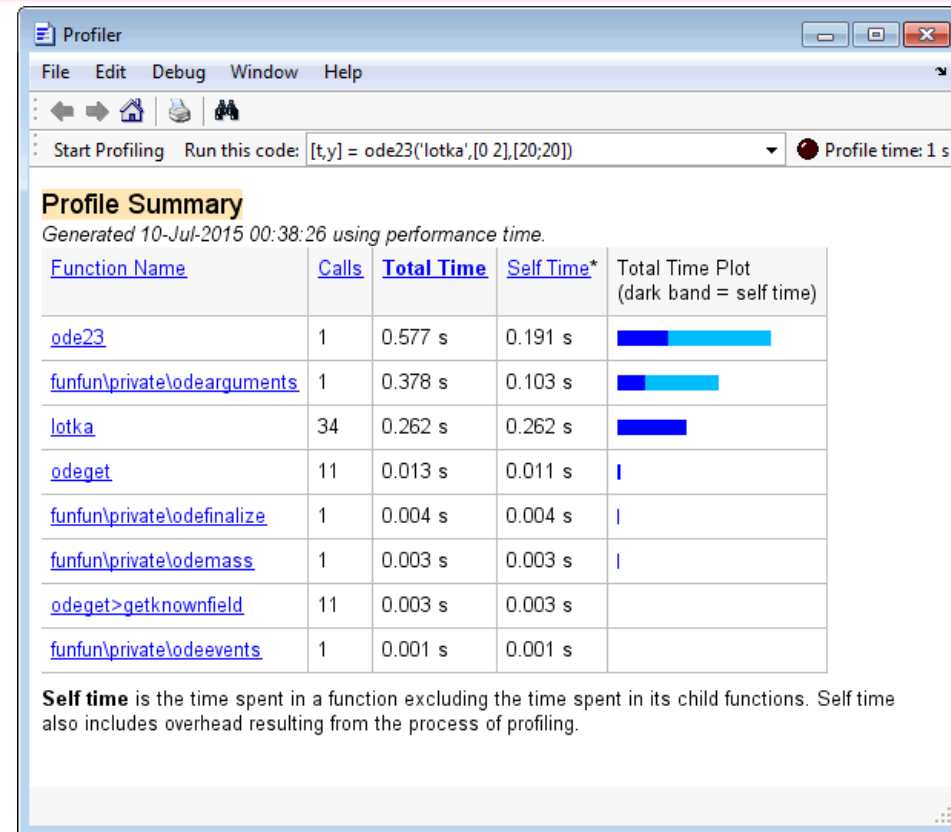 Profiler
File Edit Debug Window Help
Start Profiling Run this code: [t,y] = ode23('lotka',[0 2],[20;20]) Profile time: 1 s
Profile Summary
Generated 10-Jul-2015 00:38:26 using performance time.
Function Name Calls Total Time Self Time* Total Time Plot
(dark band = self time)
ode23 1 0.577 s 0.191 s
funfun\private\odearguments 1 0.378 s 0.103 s
lotka 34 0.262 s 0.262 s
odeget 11 0.013 s 0.011 s
funfun\private\odefinalize 1 0.004 s 0.004 s
funfun\private\odemass 1 0.003 s 0.003 s
odeget>getknownfield 11 0.003 s 0.003 s
funfun\private\odeevents 1 0.001 s 0.001 s
Self time is the time spent in a function excluding the time spent in its child functions. Self time
also includes overhead resulting from the process of profiling.